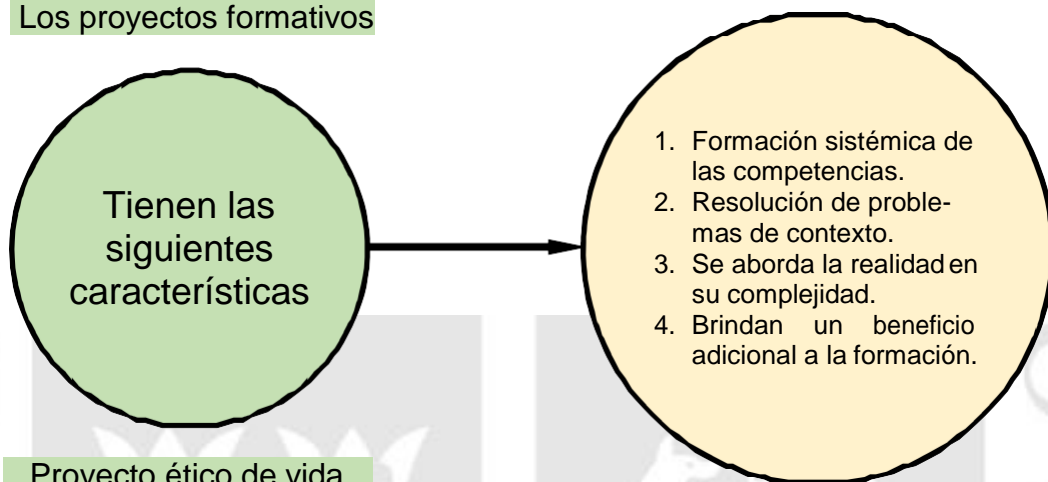 Los proyectos formativos
Tienen las
siguientes
características
1. Formación sistémica de
las competencias.
2. Resolución de proble-
mas de contexto.
3. Se aborda la realidad en
su complejidad.
4. Brindan un beneficio
adicional a la formación.
Proyecto ético de vida